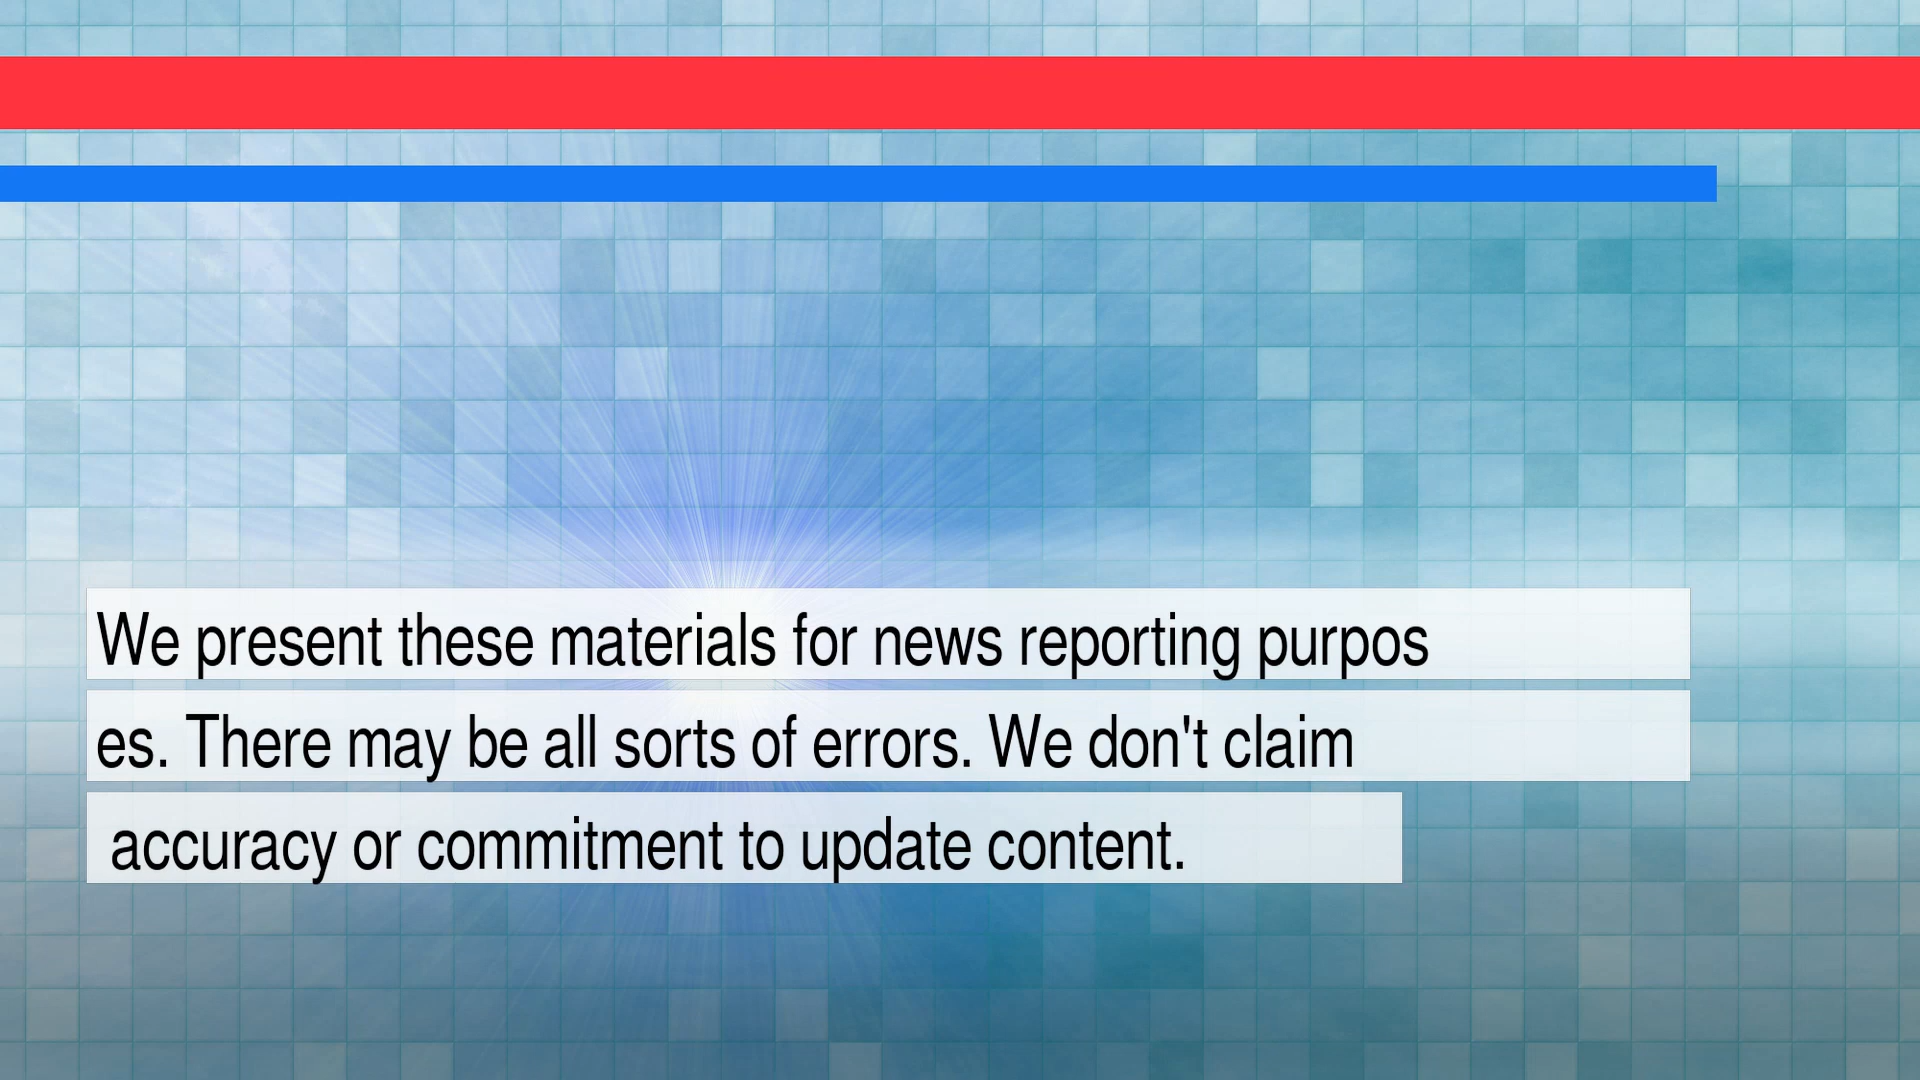 We present these materials for news reporting purpos
es. There may be all sorts of errors. We don't claim
accuracy or commitment to update content.